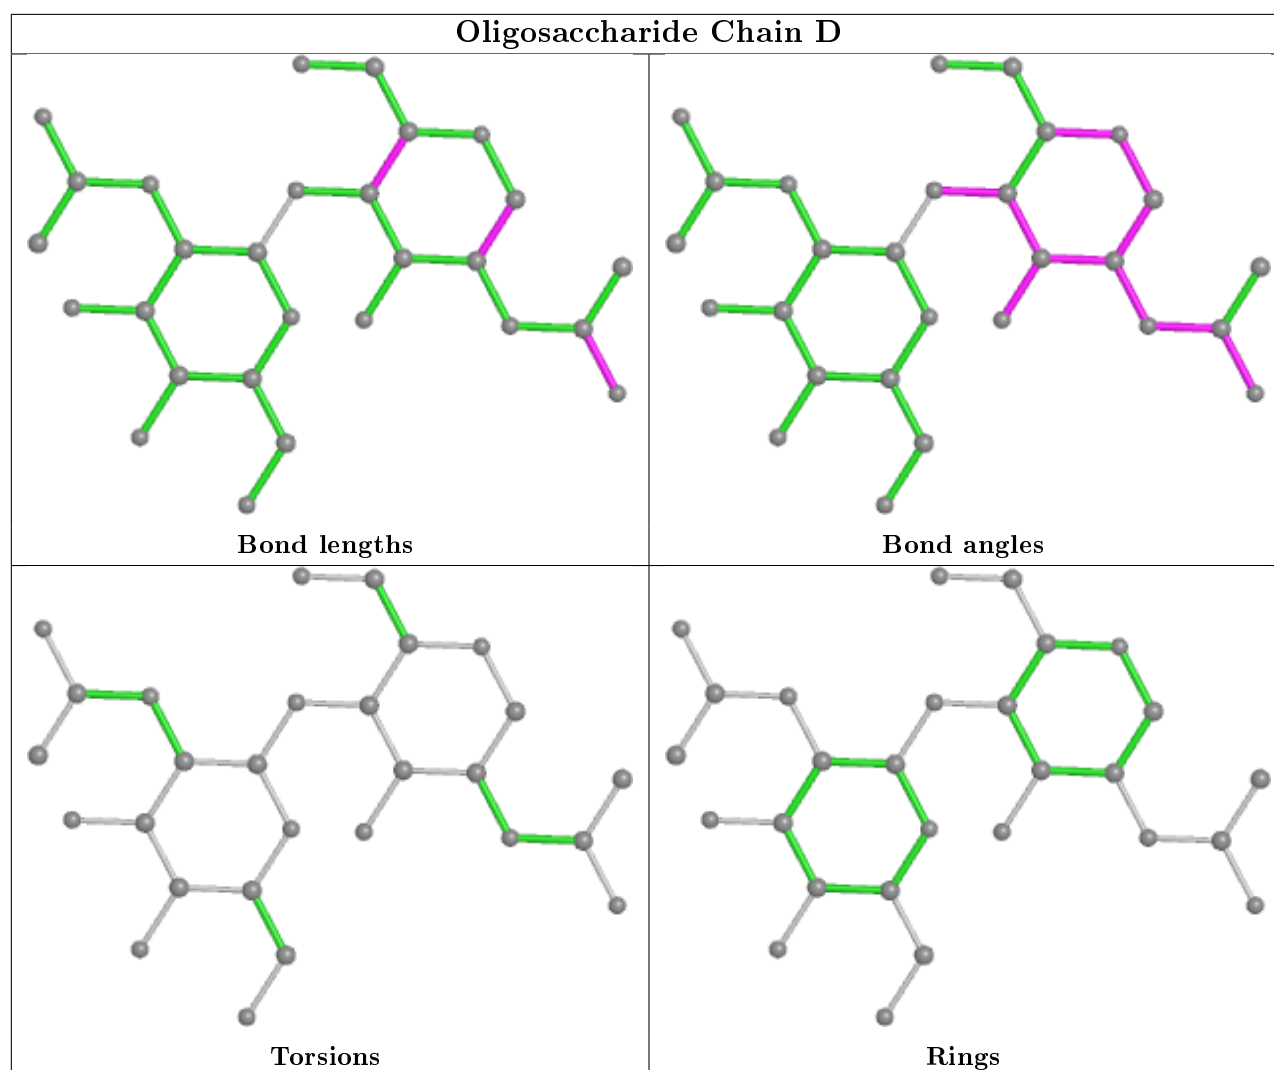 Oligosaccharide Chain D
Bond lengths
Bond angles
Torsions
Rings